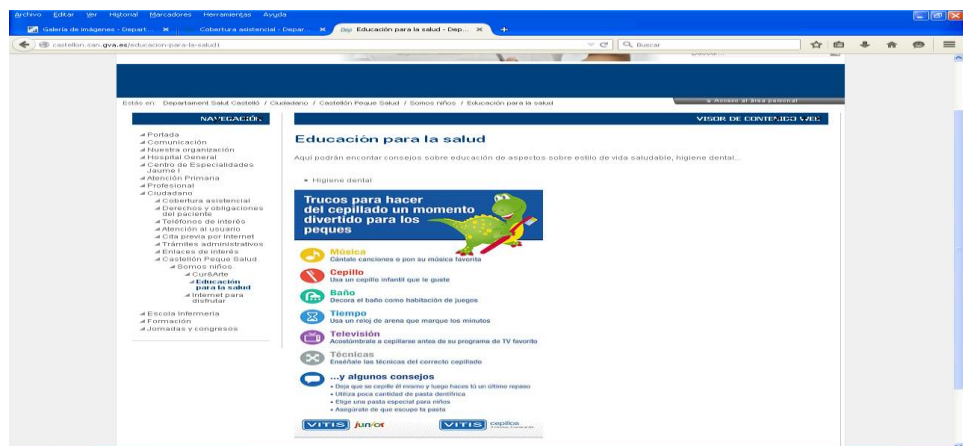 Archivo Editar Ver Historial Marcadores Herramientas Ayuda
Galería de imágenes - Depart... Cobertura asistencial - Depar... Educación para la salud - Dep...
castellon.san.gva.es/educacion-para-la-salud1 Buscar
Estás en: Departament Salut Castelló / Ciudadano / Castellón Peque Salud / Somos niños / Educación para la salud
Acceso al área personal
NAVEGACIÓN
Portada
Comunicación
Nuestra organización
Hospital General
Centro de Especialidades
Jaume I
Atención Primaria
Profesional
Ciudadano
Cobertura asistencial
Derechos y obligaciones
del paciente
Teléfonos de interés
Atención al usuario
Cita previa por Internet
Trámites administrativos
Enlaces de interés
Castellón Peque Salud
Somos niños
Cur&Arte
Educación
para la salud
Internet para
disfrutar
Escola Infermeria
Formación
Jornadas y congresos
VISOR DE CONTENIDO WEB
Educación para la salud
Aquí podrán encontar consejos sobre educación de aspectos sobre estilo de vida saludable, higiene dental...
Higiene dental
Trucos para hacer
del cepillado un momento
divertido para los
peques
Música
Cántale canciones o pon su música favorita
Cepillo
Usa un cepillo infantil que le guste
Baño
Decora el baño como habitación de juegos
Tiempo
Usa un reloj de arena que marque los minutos
Televisión
Acostúmbrale a cepillarse antes de su programa de TV favorito
Técnicas
Enséñale las técnicas del correcto cepillado
...y algunos consejos
• Deja que se cepille él mismo y luego haces tú un último repaso
• Utiliza poca cantidad de pasta dentífrica
• Elige una pasta especial para niños
• Asegúrate de que escupe la pasta
VITIS junior VITIS cepillos